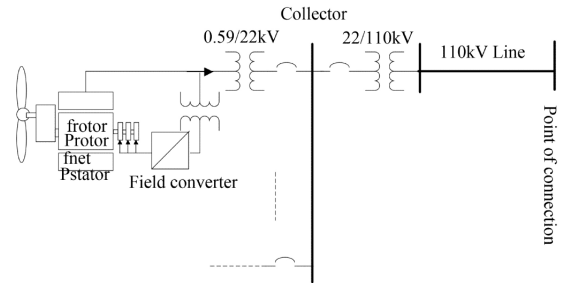 Collector
0.59/22kV
22/110kV
110kV Line
frotor
Protor
fnet
Pstator
Field converter
Point of connection